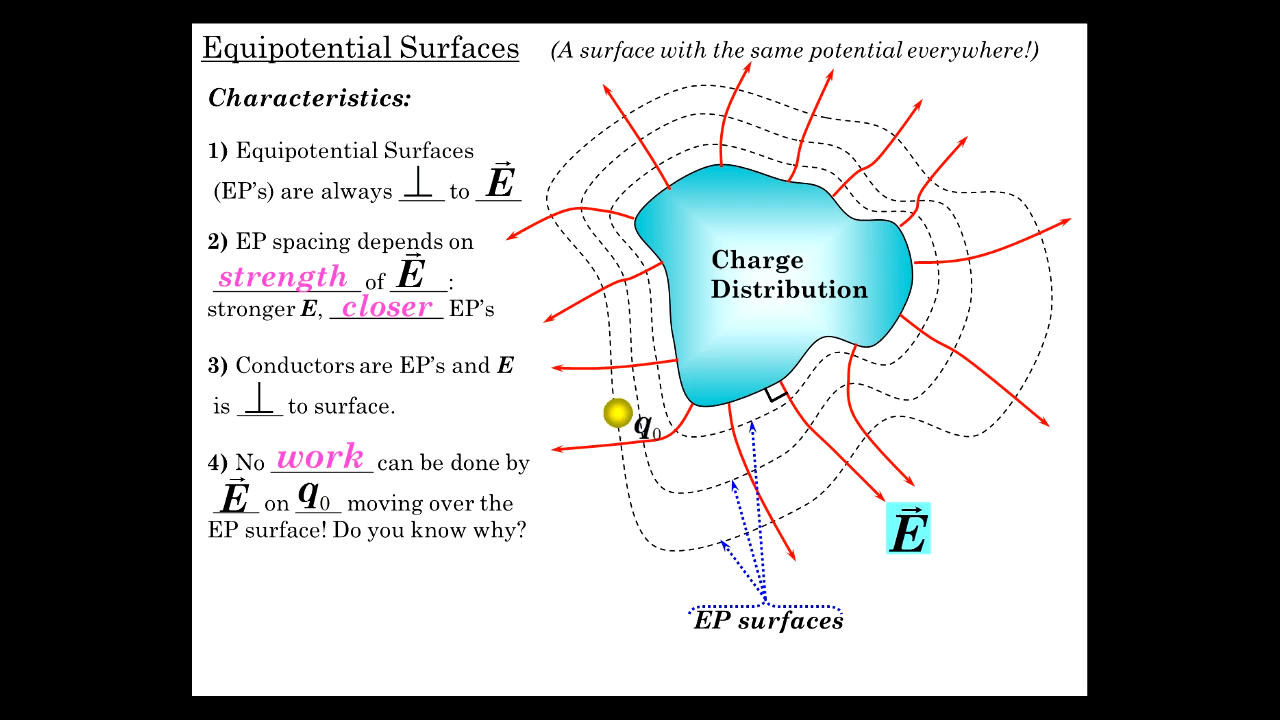 Equipotential Surfaces (A surface with the same potential everywhere!)
Characteristics:
1) Equipotential Surfaces
(EP's) are always ⊥ to E⃗
2) EP spacing depends on
strength of E⃗ :
stronger E, closer EP's
3) Conductors are EP's and E
is ⊥ to surface.
4) No work can be done by
E⃗ on q₀ moving over the
EP surface! Do you know why?
Charge
Distribution
q₀
E⃗
EP surfaces